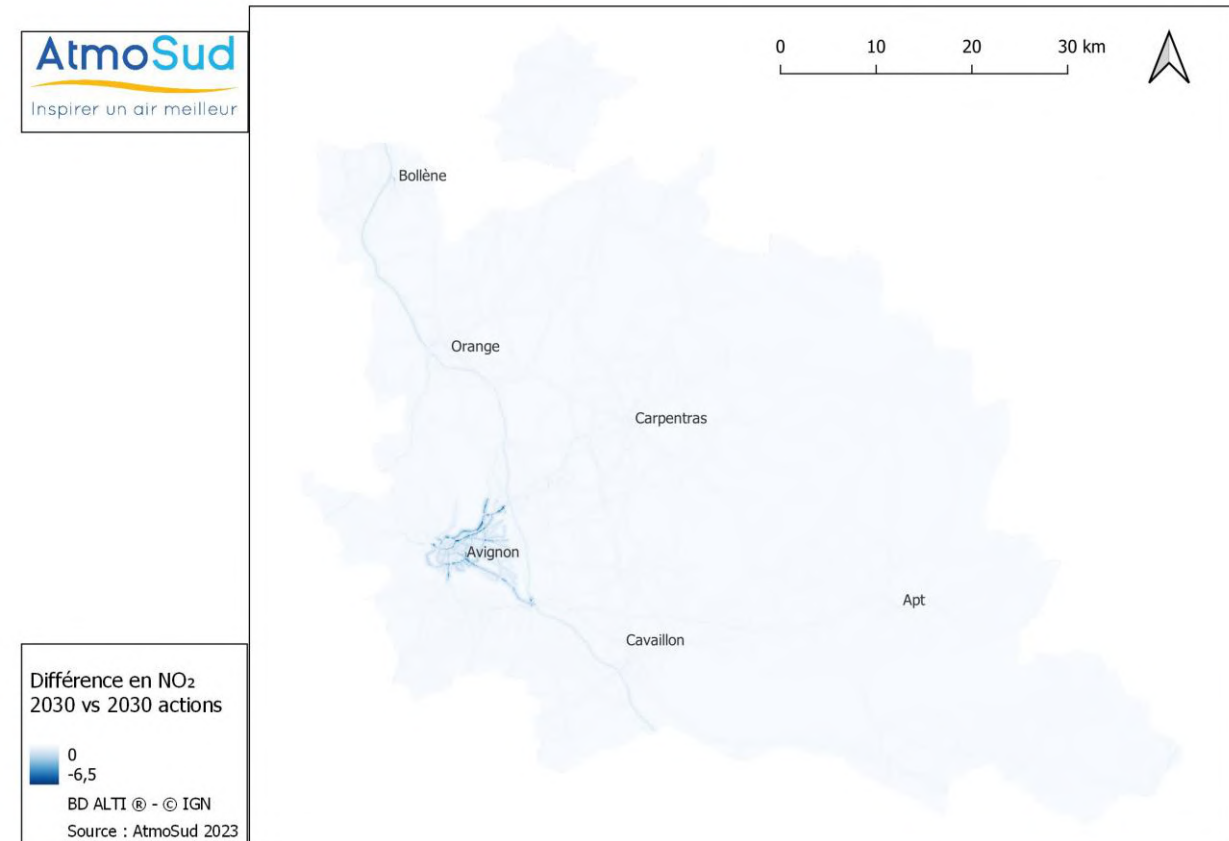 AtmoSud
Inspirer un air meilleur
0 10 20 30 km
Bollène
Orange
Carpentras
Avignon
Apt
Cavaillon
Différence en NO₂
2030 vs 2030 actions
0
-6,5
BD ALTI ® - © IGN
Source : AtmoSud 2023